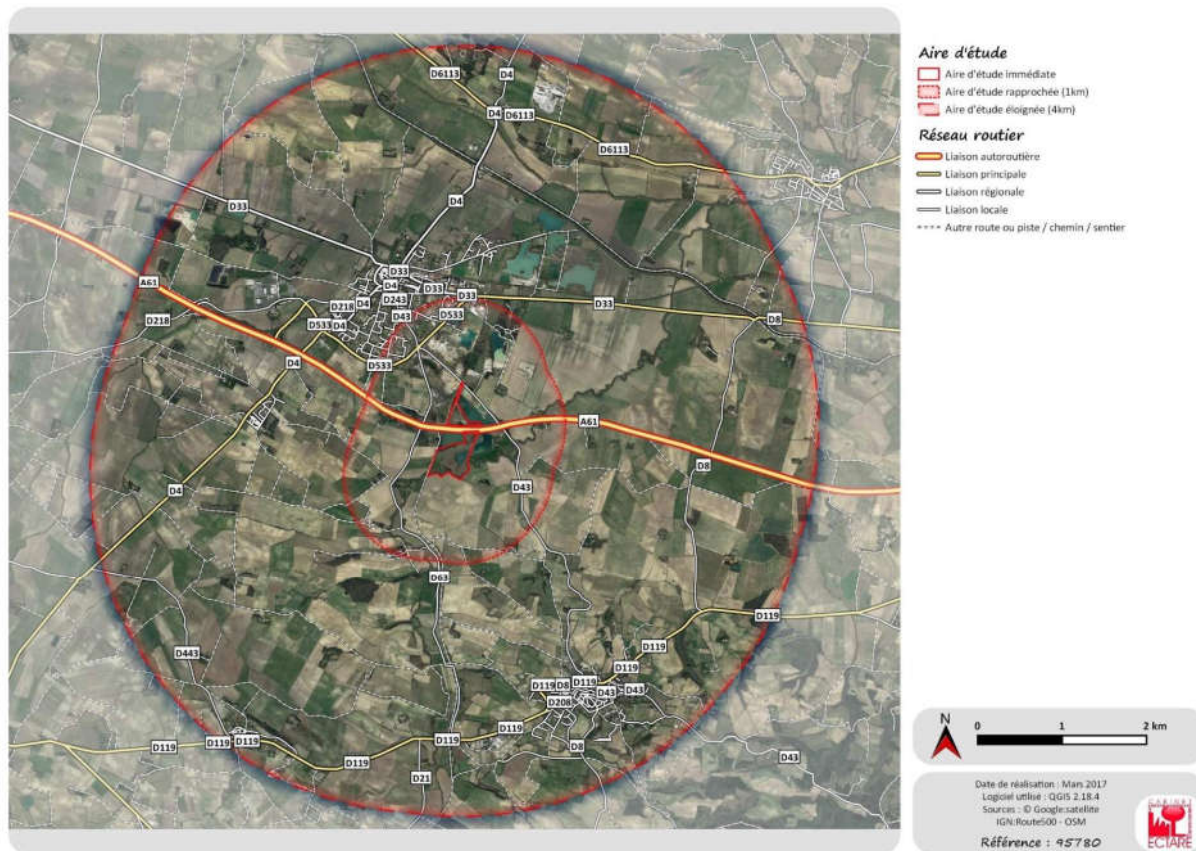 D6113
D4
D4
D6113
D6113
D4
D33
D33
D4
D243
D33
D33
D33
A61
D218
D218
D4
D43
D533
D533
D4
D533
D8
D4
A61
D8
D4
D43
D63
D119
D443
D119
D119
D119
D8
D119
D43
D43
D208
D119
D119
D119
D119
D119
D119
D8
D21
D43
Aire d'étude
Aire d'étude immédiate
Aire d'étude rapprochée (1km)
Aire d'étude éloignée (4km)
Réseau routier
Liaison autoroutière
Liaison principale
Liaison régionale
Liaison locale
Autre route ou piste / chemin / sentier
N
0 1 2 km
Date de réalisation : Mars 2017
Logiciel utilisé : QGIS 2.18.4
Sources : © Google:satellite
IGN:Route500 - OSM
Référence : 95780
CABINET
ECTARE